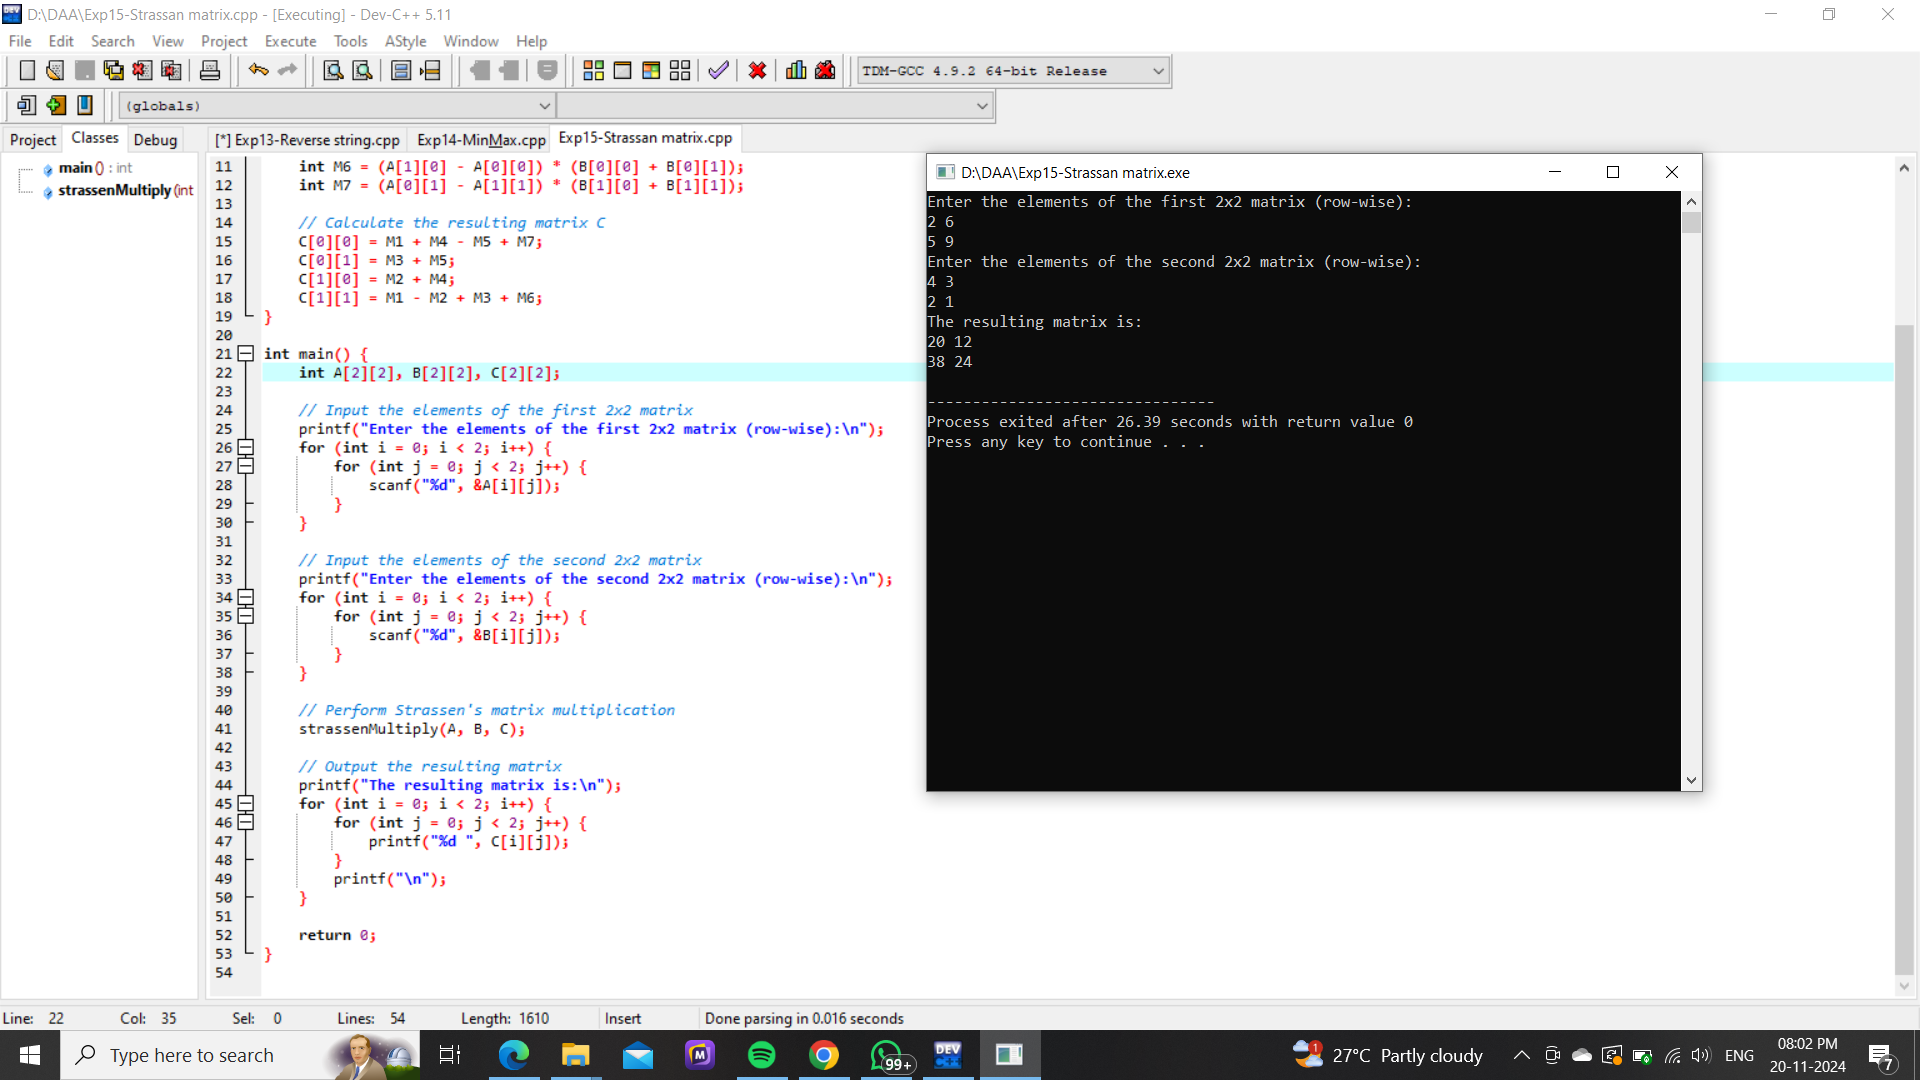 D:\DAA\Exp15-Strassan matrix.cpp - [Executing] - Dev-C++ 5.11
File Edit Search View Project Execute Tools AStyle Window Help
TDM-GCC 4.9.2 64-bit Release
(globals)
Project Classes Debug
[*] Exp13-Reverse string.cpp Exp14-MinMax.cpp Exp15-Strassan matrix.cpp
main () : int
strassenMultiply (int
11 int M6 = (A[1][0] - A[0][0]) * (B[0][0] + B[0][1]);
12 int M7 = (A[0][1] - A[1][1]) * (B[1][0] + B[1][1]);
13
14 // Calculate the resulting matrix C
15 C[0][0] = M1 + M4 - M5 + M7;
16 C[0][1] = M3 + M5;
17 C[1][0] = M2 + M4;
18 C[1][1] = M1 - M2 + M3 + M6;
19 }
20
21 int main() {
22 int A[2][2], B[2][2], C[2][2];
23
24 // Input the elements of the first 2x2 matrix
25 printf("Enter the elements of the first 2x2 matrix (row-wise):\n");
26 for (int i = 0; i < 2; i++) {
27 for (int j = 0; j < 2; j++) {
28 scanf("%d", &A[i][j]);
29 }
30 }
31
32 // Input the elements of the second 2x2 matrix
33 printf("Enter the elements of the second 2x2 matrix (row-wise):\n");
34 for (int i = 0; i < 2; i++) {
35 for (int j = 0; j < 2; j++) {
36 scanf("%d", &B[i][j]);
37 }
38 }
39
40 // Perform Strassen's matrix multiplication
41 strassenMultiply(A, B, C);
42
43 // Output the resulting matrix
44 printf("The resulting matrix is:\n");
45 for (int i = 0; i < 2; i++) {
46 for (int j = 0; j < 2; j++) {
47 printf("%d ", C[i][j]);
48 }
49 printf("\n");
50 }
51
52 return 0;
53 }
54
D:\DAA\Exp15-Strassan matrix.exe
Enter the elements of the first 2x2 matrix (row-wise):
2 6
5 9
Enter the elements of the second 2x2 matrix (row-wise):
4 3
2 1
The resulting matrix is:
20 12
38 24
--------------------------------
Process exited after 26.39 seconds with return value 0
Press any key to continue . . .
Line: 22 Col: 35 Sel: 0 Lines: 54 Length: 1610 Insert Done parsing in 0.016 seconds
Type here to search
M
99+
DEV
1
27°C Partly cloudy
ENG
08:02 PM
20-11-2024
7